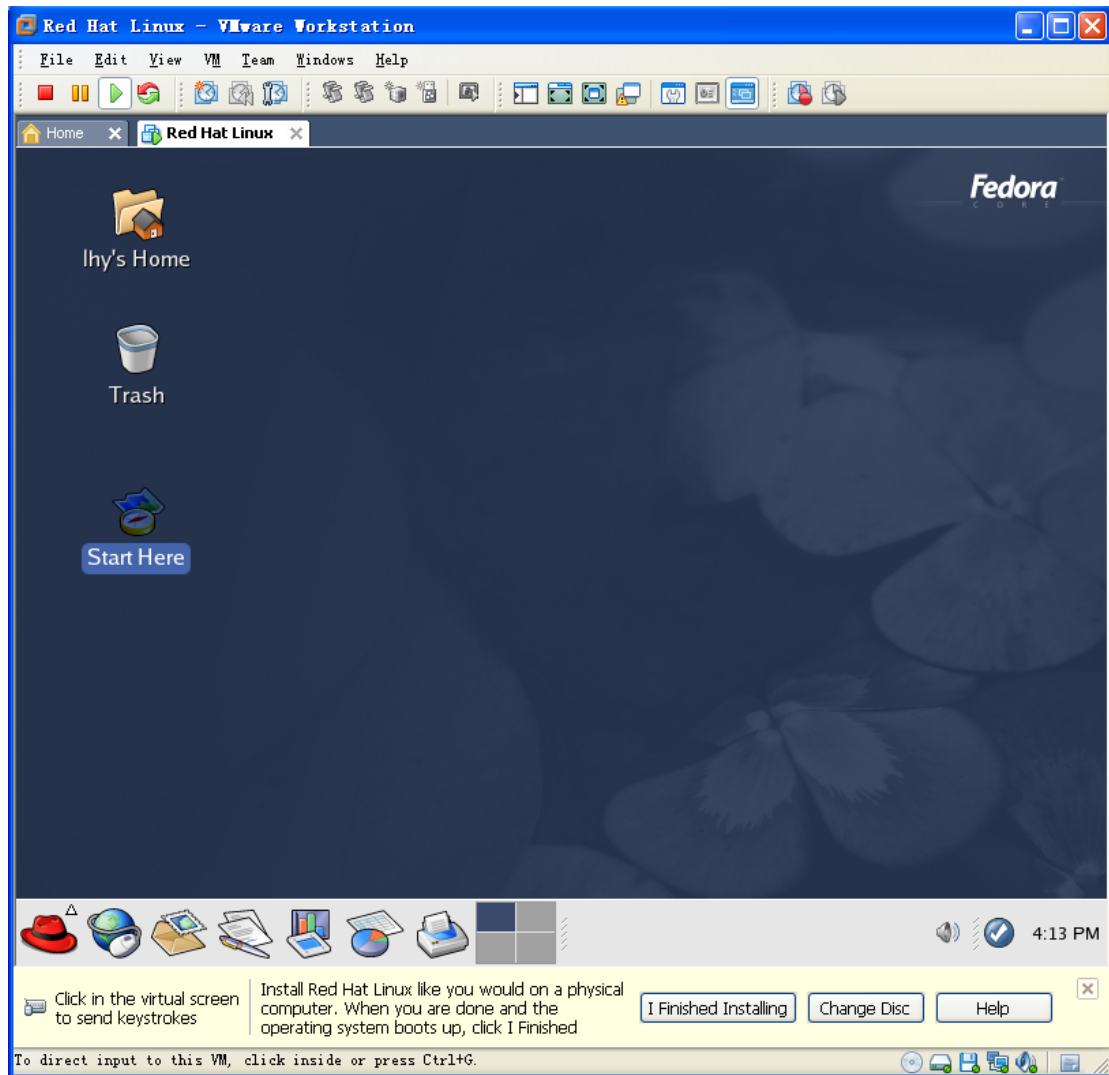 Red Hat Linux - VMware Workstation
File Edit View VM Team Windows Help
Home Red Hat Linux
Fedora
CORE
lhy's Home
Trash
Start Here
4:13 PM
Click in the virtual screen
to send keystrokes
Install Red Hat Linux like you would on a physical
computer. When you are done and the
operating system boots up, click I Finished
I Finished Installing Change Disc Help
To direct input to this VM, click inside or press Ctrl+G.